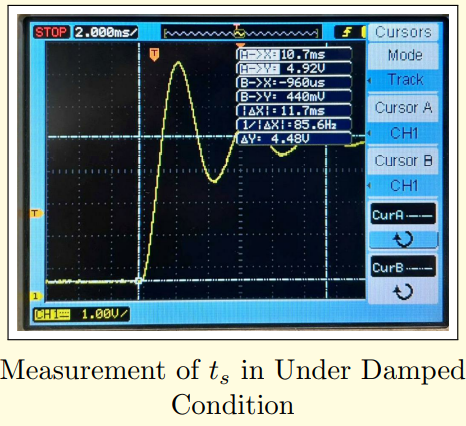 STOP 2.000ms/
T
T
A->X: 10.7ms
A->Y: 4.92V
B->X:-960us
B->Y: 440mV
|ΔX|:11.7ms
1/|ΔX|:85.6Hz
ΔY: 4.48V
Cursors
Mode
Track
Cursor A
CH1
Cursor B
CH1
CurA
CurB
T
1
CH1 1.00V/
Measurement of tₛ in Under Damped
Condition